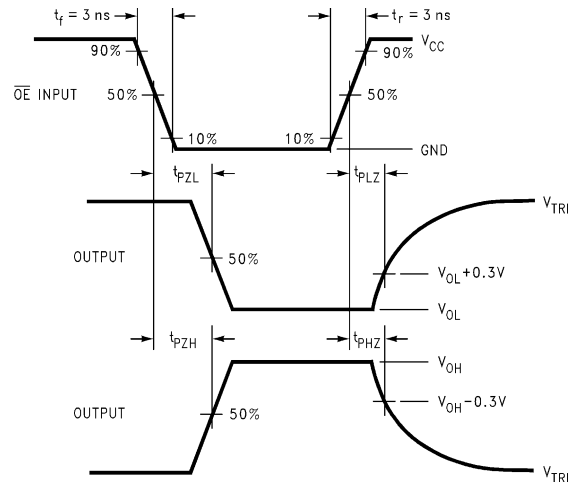 t_f = 3 ns
t_r = 3 ns
V_CC
90%
90%
O̅E̅ INPUT
50%
50%
10%
10%
GND
t_PZL
t_PLZ
V_TRI
OUTPUT
50%
V_OL+0.3V
V_OL
t_PZH
t_PHZ
V_OH
OUTPUT
50%
V_OH−0.3V
V_TRI